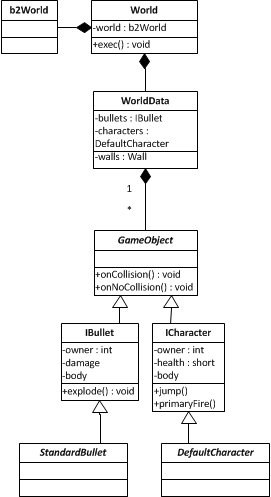 b2World
World
-world : b2World
+exec() : void
WorldData
-bullets : IBullet
-characters :
DefaultCharacter
-walls : Wall
1
*
GameObject
+onCollision() : void
+onNoCollision() : void
IBullet
-owner : int
-damage
-body
+explode() : void
ICharacter
-owner : int
-health : short
-body
+jump()
+primaryFire()
StandardBullet
DefaultCharacter